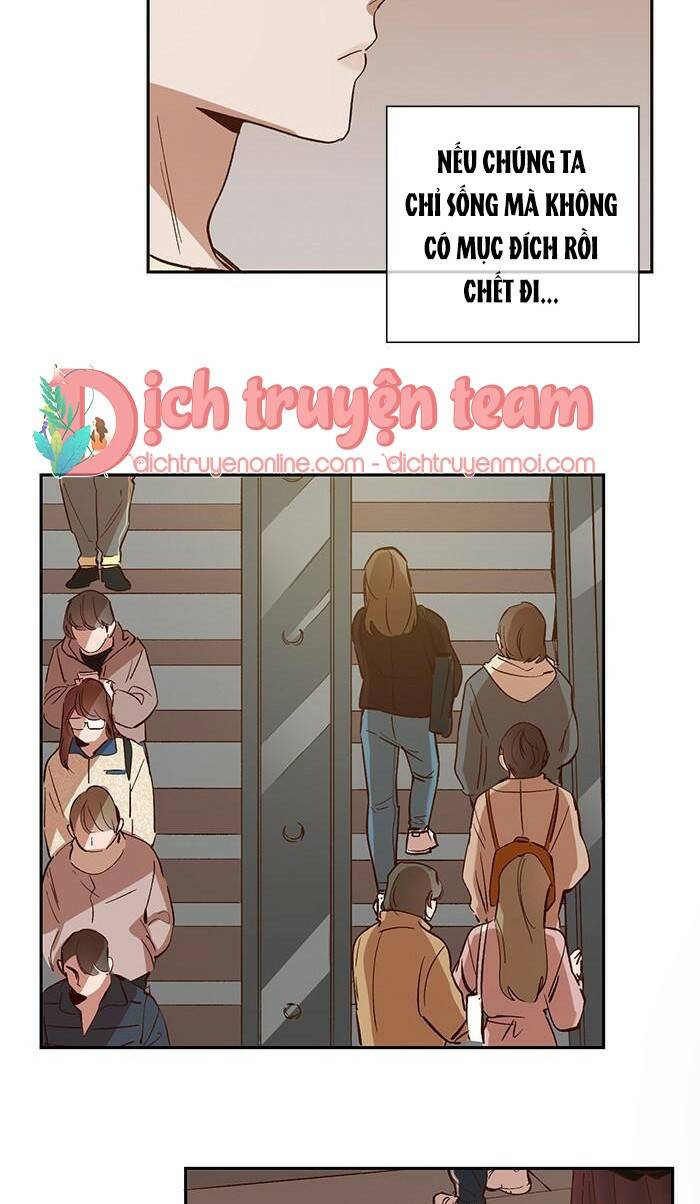 NẾU CHÚNG TA
CHỈ SỐNG MÀ KHÔNG
CÓ MỤC ĐÍCH RỒI
CHẾT ĐI...
Dịch truyện team
dichtruyenonline.com - dichtruyenmoi.com